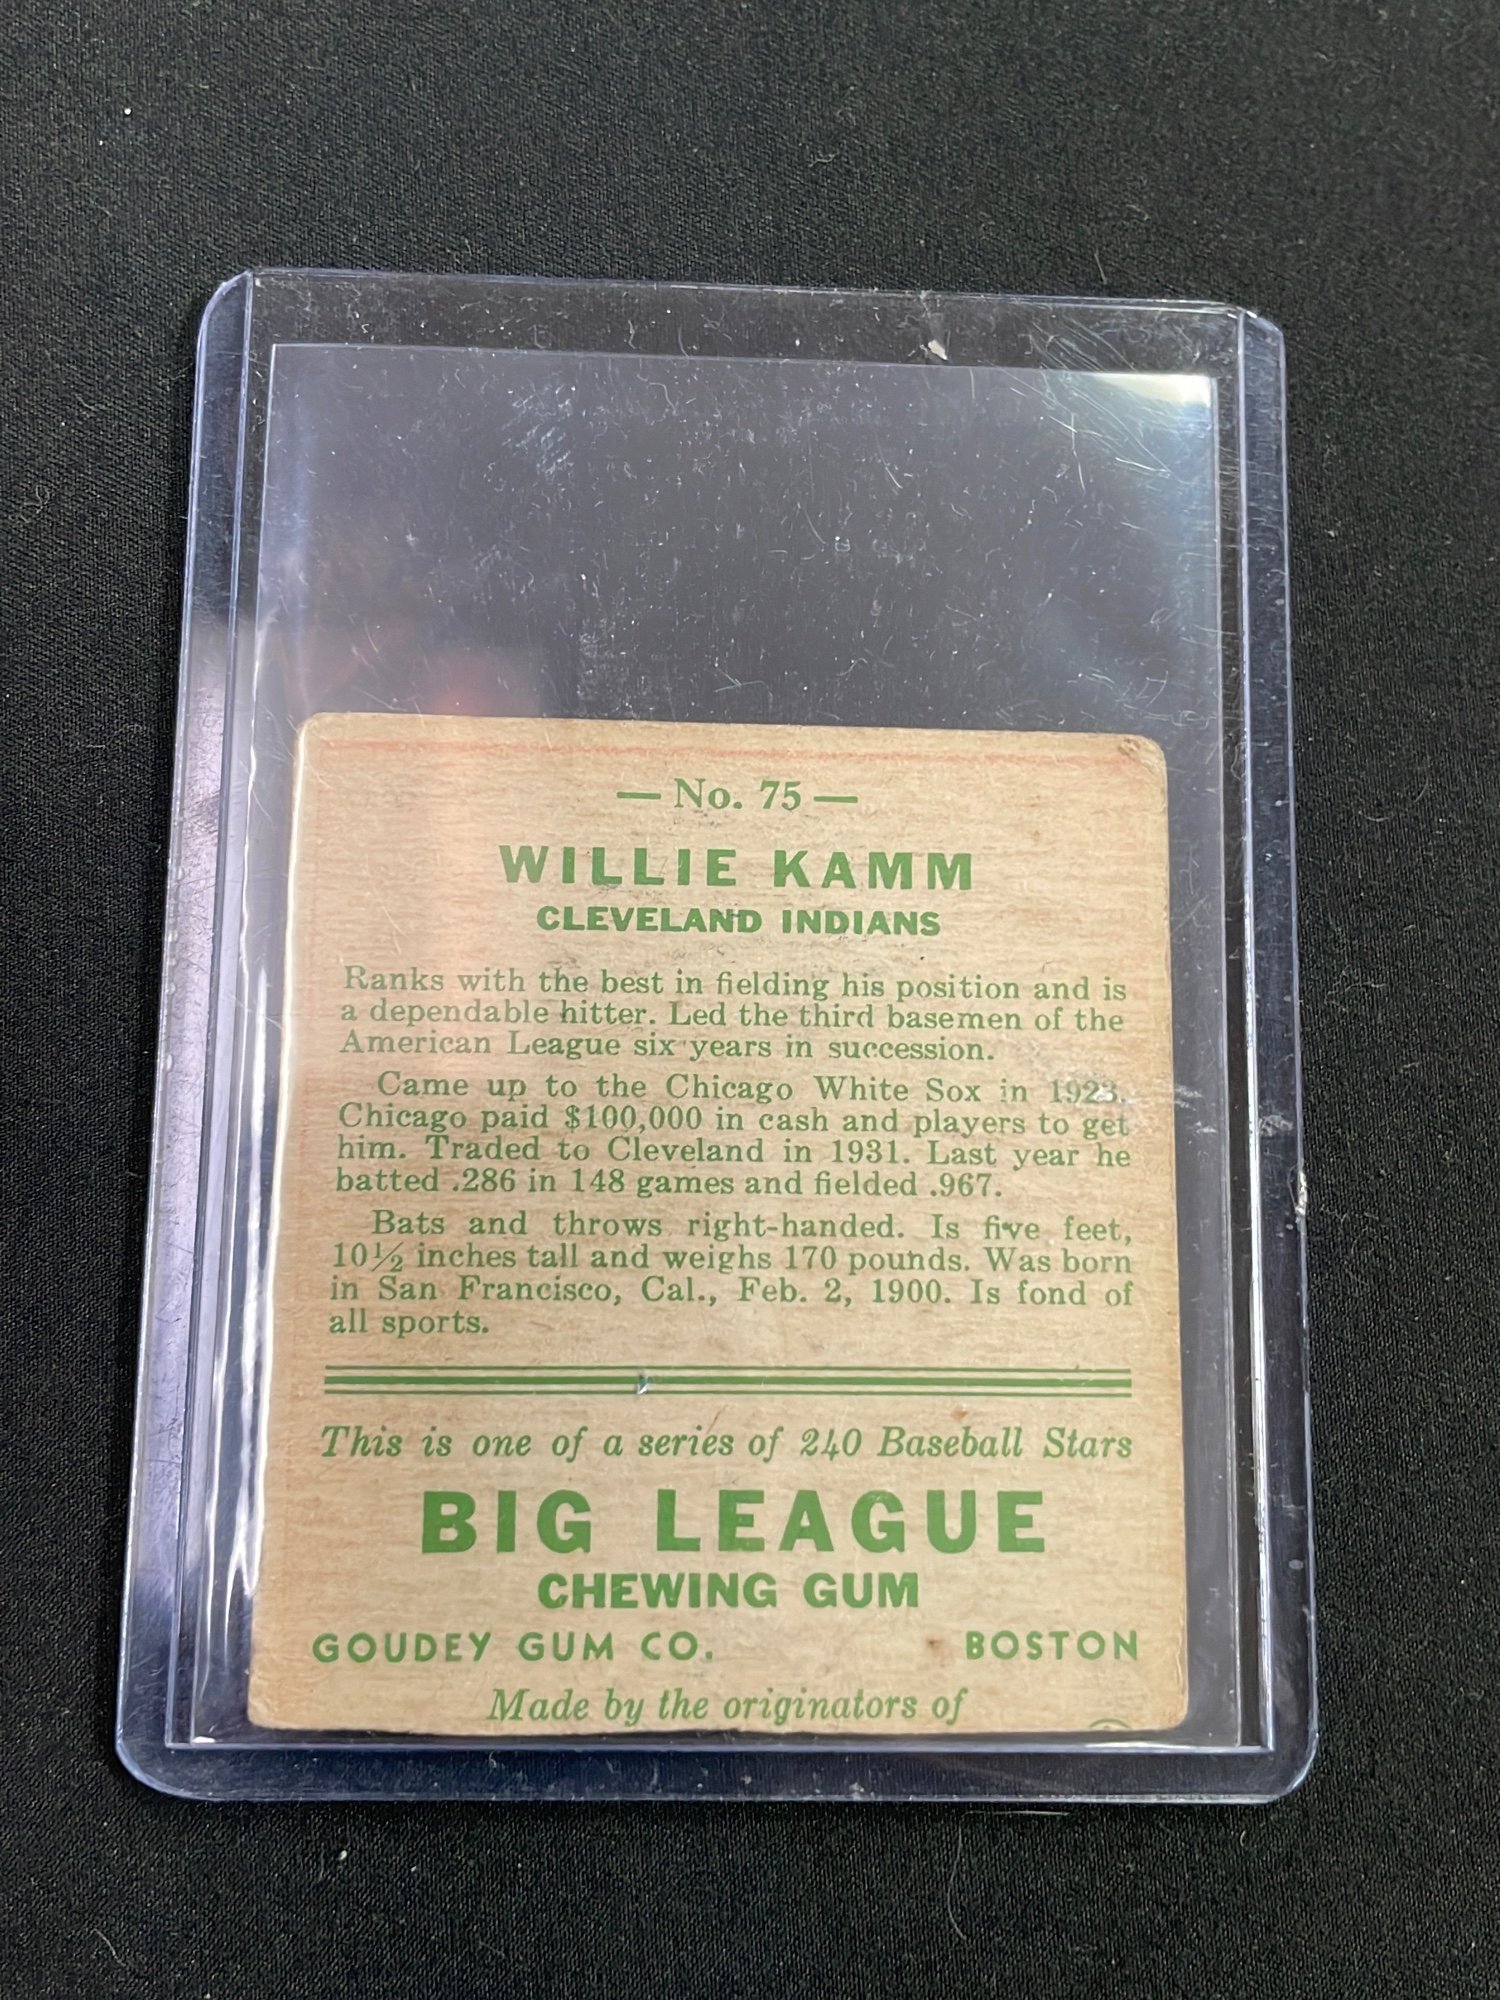 — No. 75 —
WILLIE KAMM
CLEVELAND INDIANS
Ranks with the best in fielding his position and is
a dependable hitter. Led the third basemen of the
American League six years in succession.
Came up to the Chicago White Sox in 1923.
Chicago paid $100,000 in cash and players to get
him. Traded to Cleveland in 1931. Last year he
batted .286 in 148 games and fielded .967.
Bats and throws right-handed. Is five feet,
10½ inches tall and weighs 170 pounds. Was born
in San Francisco, Cal., Feb. 2, 1900. Is fond of
all sports.
This is one of a series of 240 Baseball Stars
BIG LEAGUE
CHEWING GUM
GOUDEY GUM CO. BOSTON
Made by the originators of